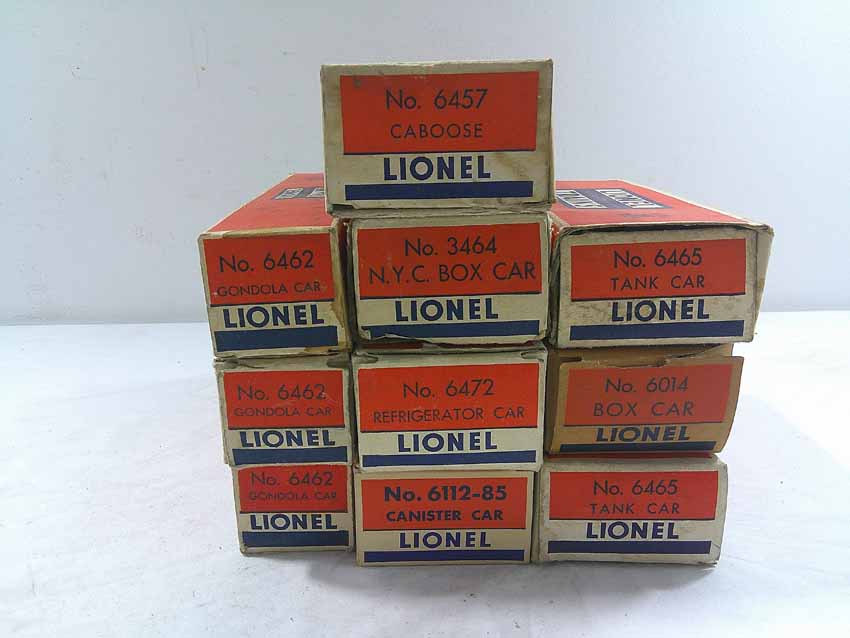 No. 6457
CABOOSE
LIONEL
No. 6462
GONDOLA CAR
LIONEL
No. 3464
N.Y.C. BOX CAR
LIONEL
No. 6465
TANK CAR
LIONEL
No. 6462
GONDOLA CAR
LIONEL
No. 6472
REFRIGERATOR CAR
LIONEL
No. 6014
BOX CAR
LIONEL
No. 6462
GONDOLA CAR
LIONEL
No. 6112-85
CANISTER CAR
LIONEL
No. 6465
TANK CAR
LIONEL